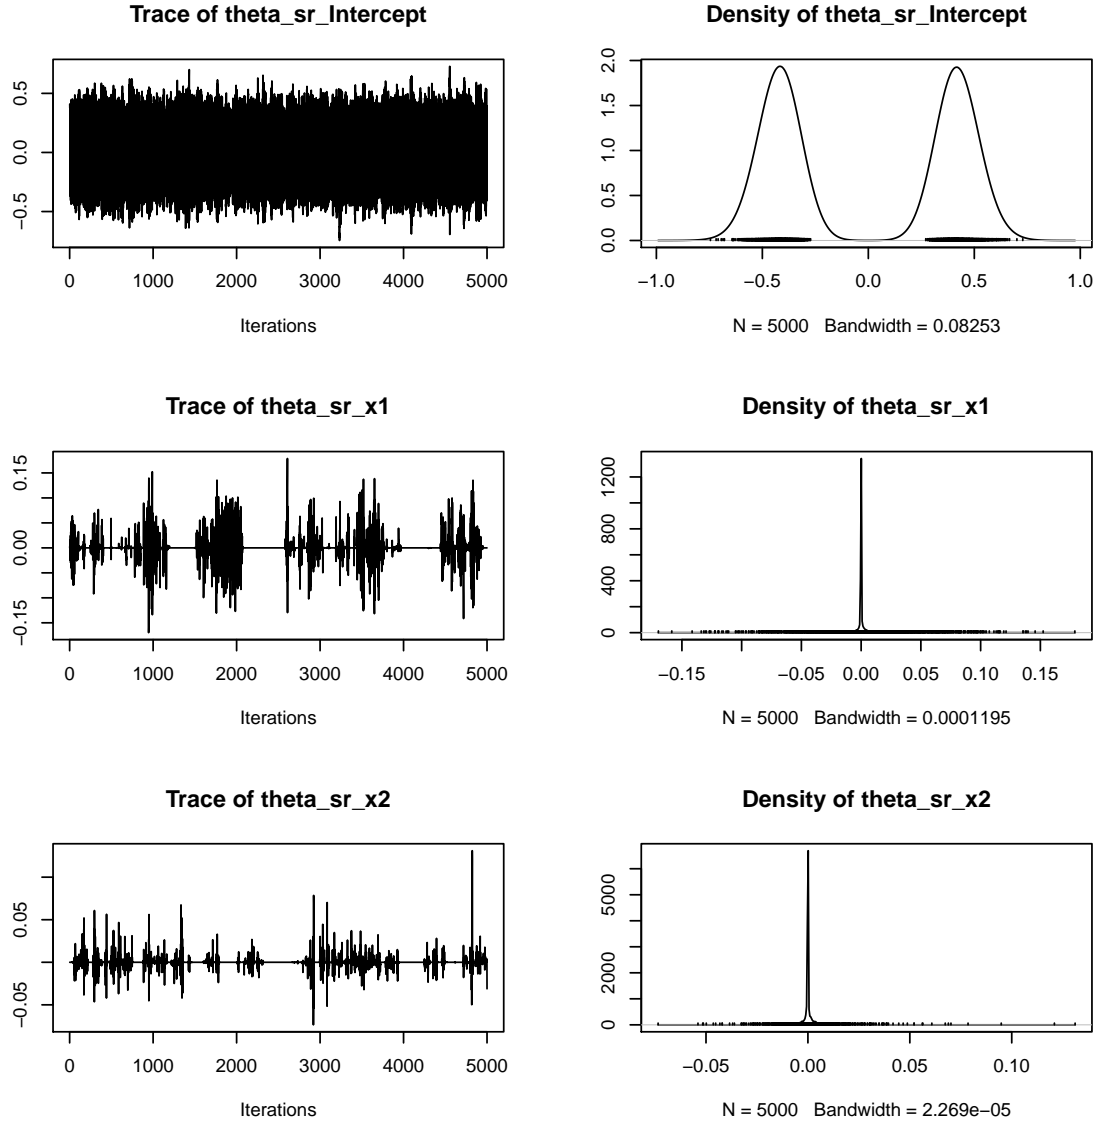 Trace of theta_sr_Intercept
0.5
0.0
−0.5
0 1000 2000 3000 4000 5000
Iterations
Density of theta_sr_Intercept
2.0
1.5
1.0
0.5
0.0
−1.0 −0.5 0.0 0.5 1.0
N = 5000 Bandwidth = 0.08253
Trace of theta_sr_x1
0.15
0.00
−0.15
0 1000 2000 3000 4000 5000
Iterations
Density of theta_sr_x1
1200
800
400
0
−0.15 −0.05 0.00 0.05 0.10 0.15
N = 5000 Bandwidth = 0.0001195
Trace of theta_sr_x2
0.05
−0.05
0 1000 2000 3000 4000 5000
Iterations
Density of theta_sr_x2
5000
2000
0
−0.05 0.00 0.05 0.10
N = 5000 Bandwidth = 2.269e−05